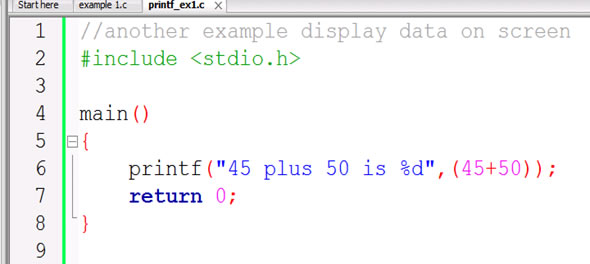 Start here example 1.c printf_ex1.c X
1 //another example display data on screen
2 #include <stdio.h>
3
4 main()
5 {
6 printf("45 plus 50 is %d",(45+50));
7 return 0;
8 }
9